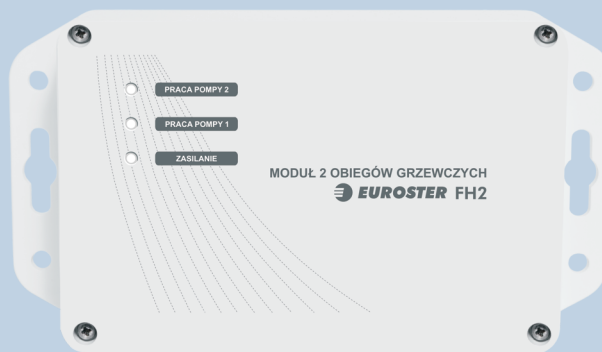 PRACA POMPY 2
PRACA POMPY 1
ZASILANIE
MODUŁ 2 OBIEGÓW GRZEWCZYCH
EUROSTER FH2